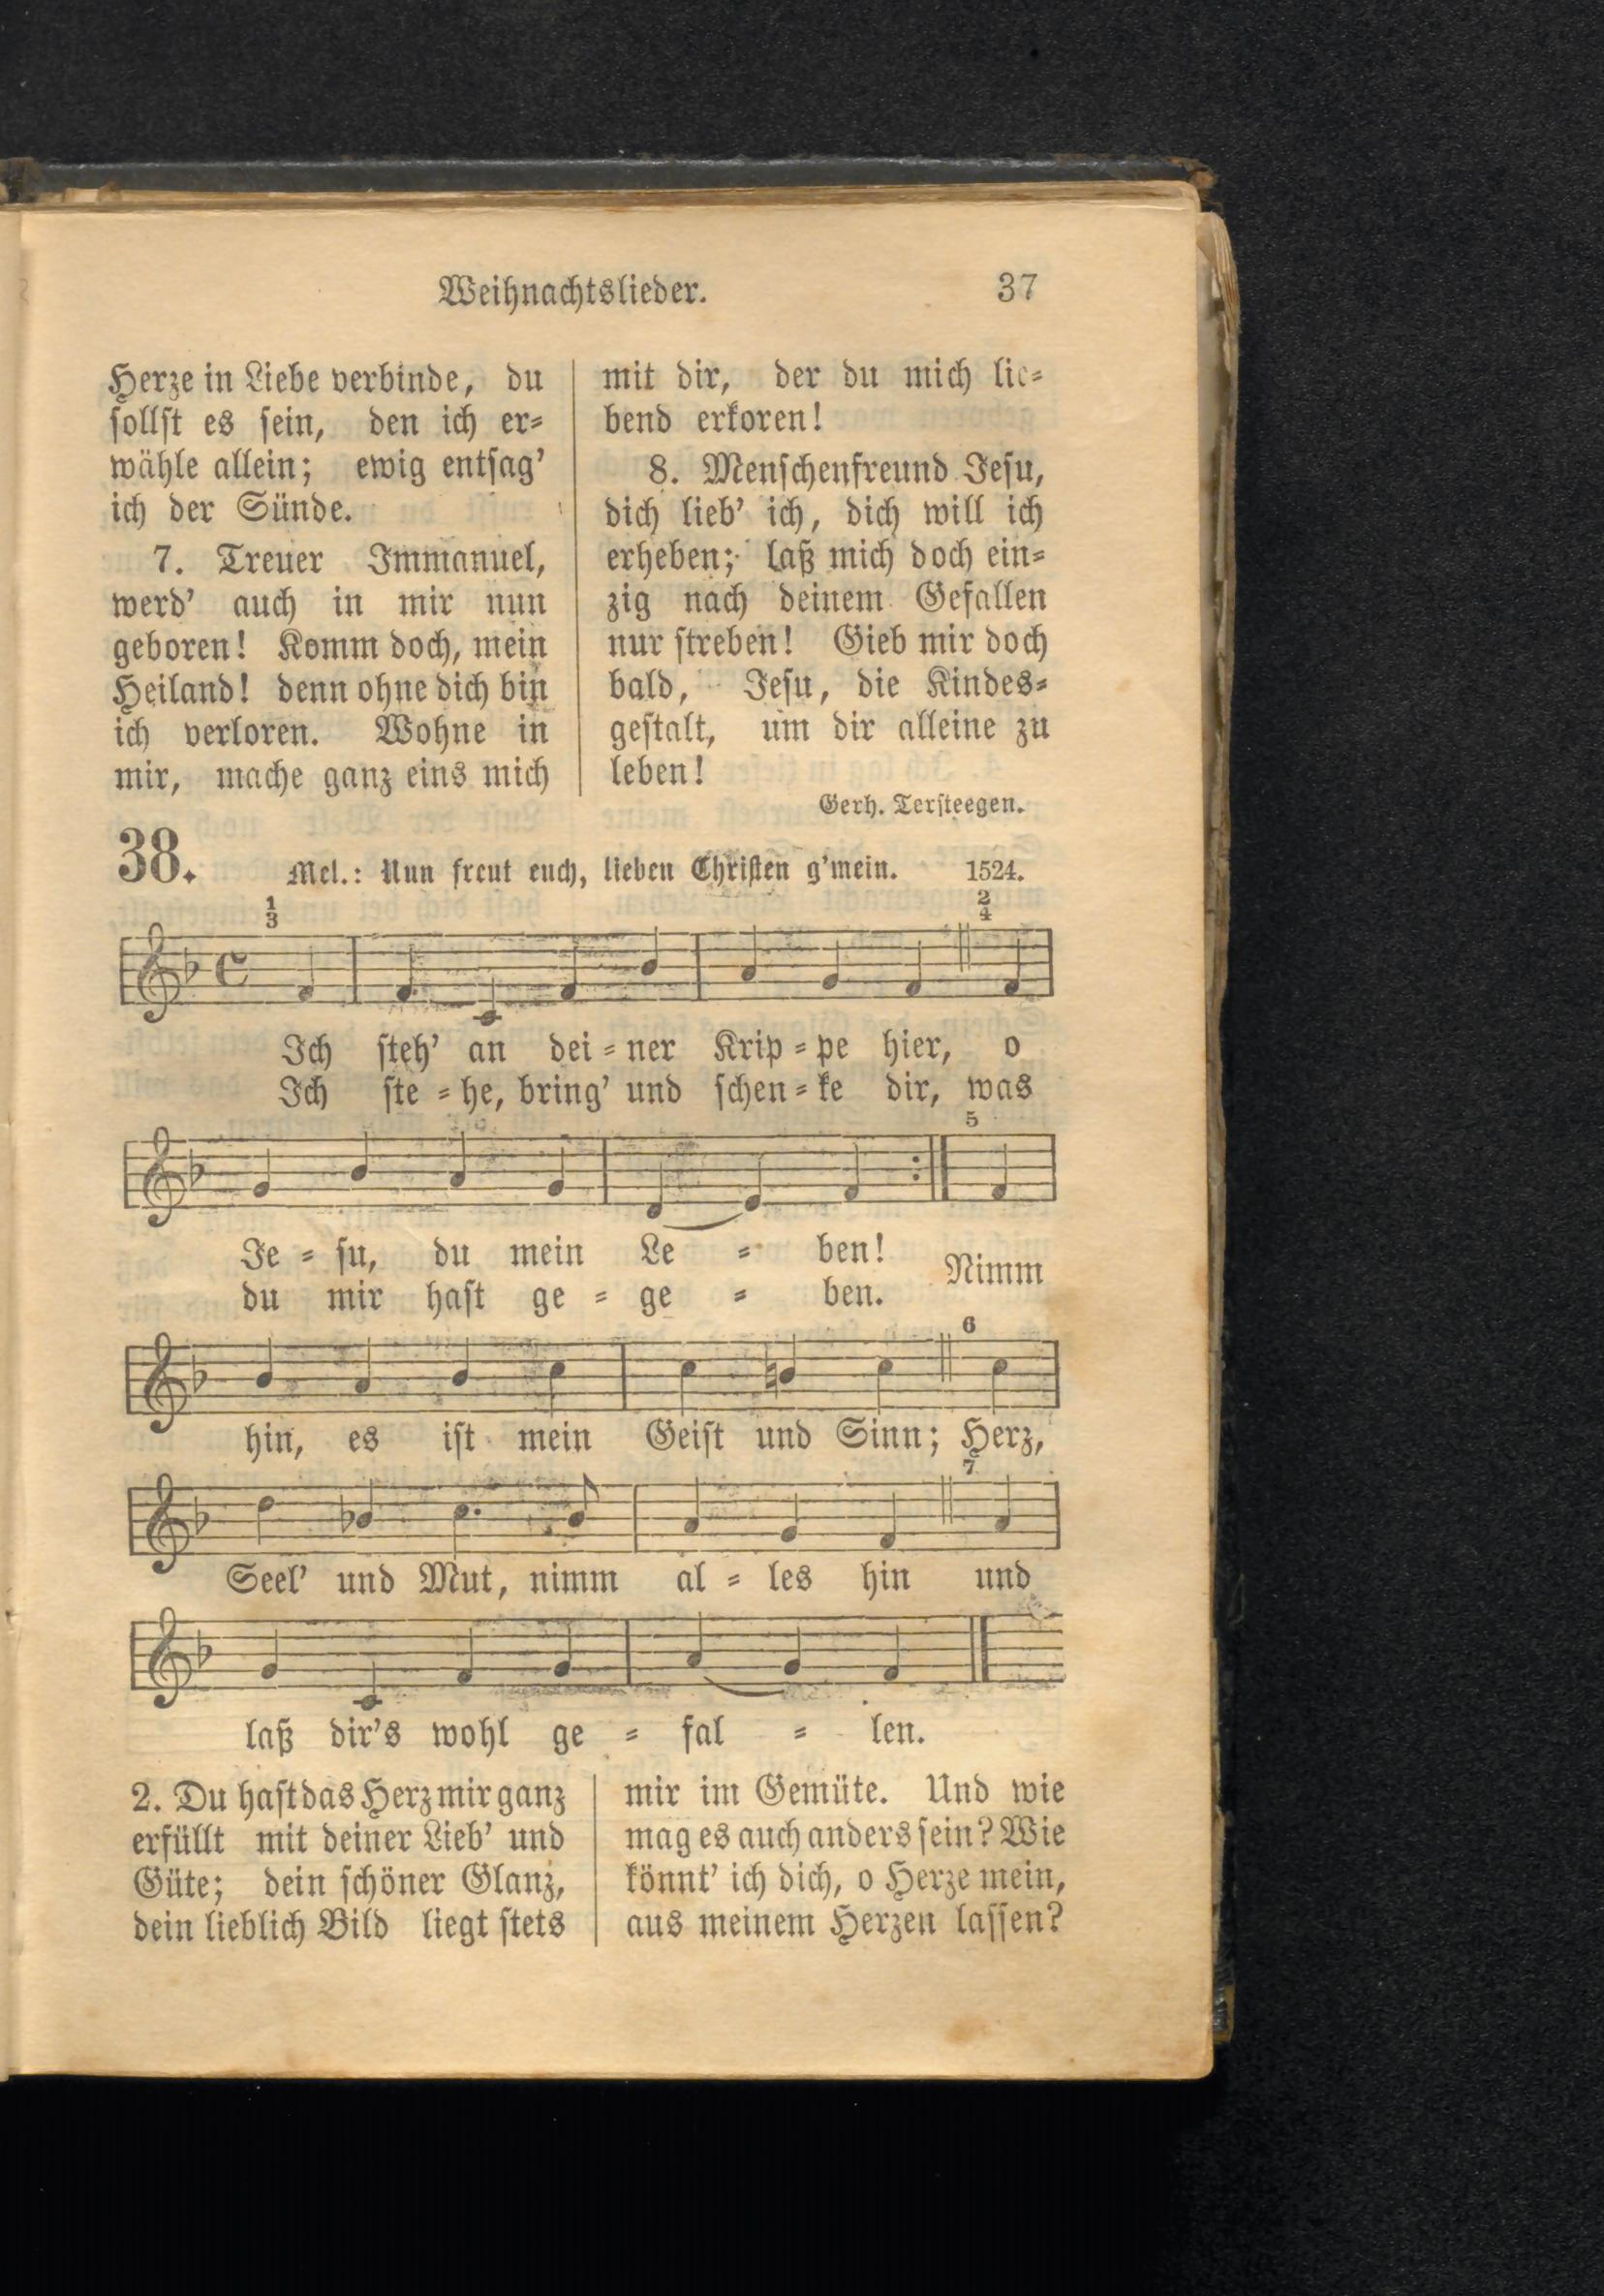 Weihnachtslieder. 37
Herze in Liebe verbinde, du
sollst es sein, den ich er-
wähle allein; ewig entsag'
ich der Sünde.
7. Treuer Immanuel,
werd' auch in mir nun
geboren! Komm doch, mein
Heiland! denn ohne dich bin
ich verloren. Wohne in
mir, mache ganz eins mich
mit dir, der du mich lie-
bend erkoren!
8. Menschenfreund Jesu,
dich lieb' ich, dich will ich
erheben; laß mich doch ein-
zig nach deinem Gefallen
nur streben! Gieb mir doch
bald, Jesu, die Kindes-
gestalt, um dir alleine zu
leben!
Gerh. Tersteegen.
38. Mel.: Nun freut euch, lieben Christen g'mein. 1524.
1 2
3 4
Ich steh' an dei-ner Krip-pe hier, o
Ich ste-he, bring' und schen-ke dir, was
5
Je-su, du mein Le-ben!
du mir hast ge-ge-ben. Nimm
6
hin, es ist mein Geist und Sinn; Herz,
7
Seel' und Mut, nimm al-les hin und
laß dir's wohl ge-fal-len.
2. Du hast das Herz mir ganz
erfüllt mit deiner Lieb' und
Güte; dein schöner Glanz,
dein lieblich Bild liegt stets
mir im Gemüte. Und wie
mag es auch anders sein? Wie
könnt' ich dich, o Herze mein,
aus meinem Herzen lassen?